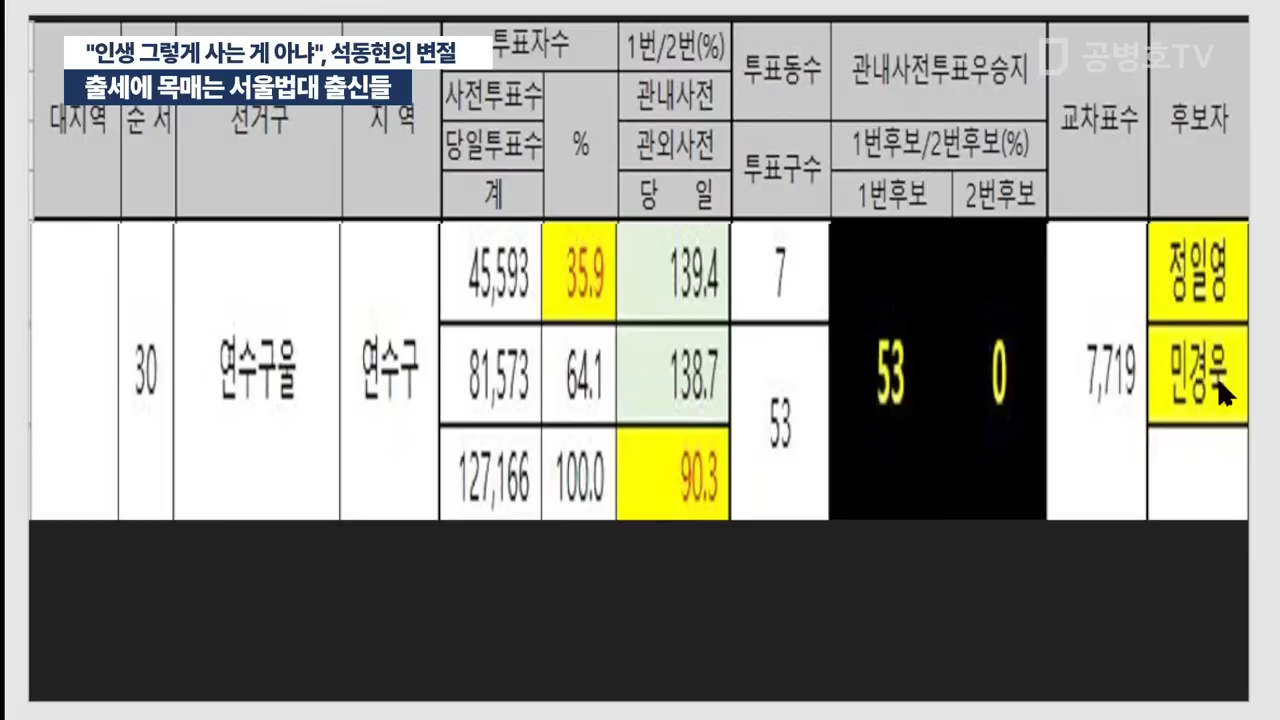 "인생 그렇게 사는 게 아냐", 석동현의 변절
출세에 목매는 서울법대 출신들
공병호TV
대지역 순 서 선거구 지 역 투표자수 1번/2번(%) 투표동수 관내사전투표우승지 교차표수 후보자
사전투표수 % 관내사전
당일투표수 관외사전 투표구수 1번후보/2번후보(%)
계 당 일 1번후보 2번후보
45,593 35.9 139.4 7 정일영
30 연수구울 연수구 81,573 64.1 138.7 53 53 0 7,719 민경욱
127,166 100.0 90.3